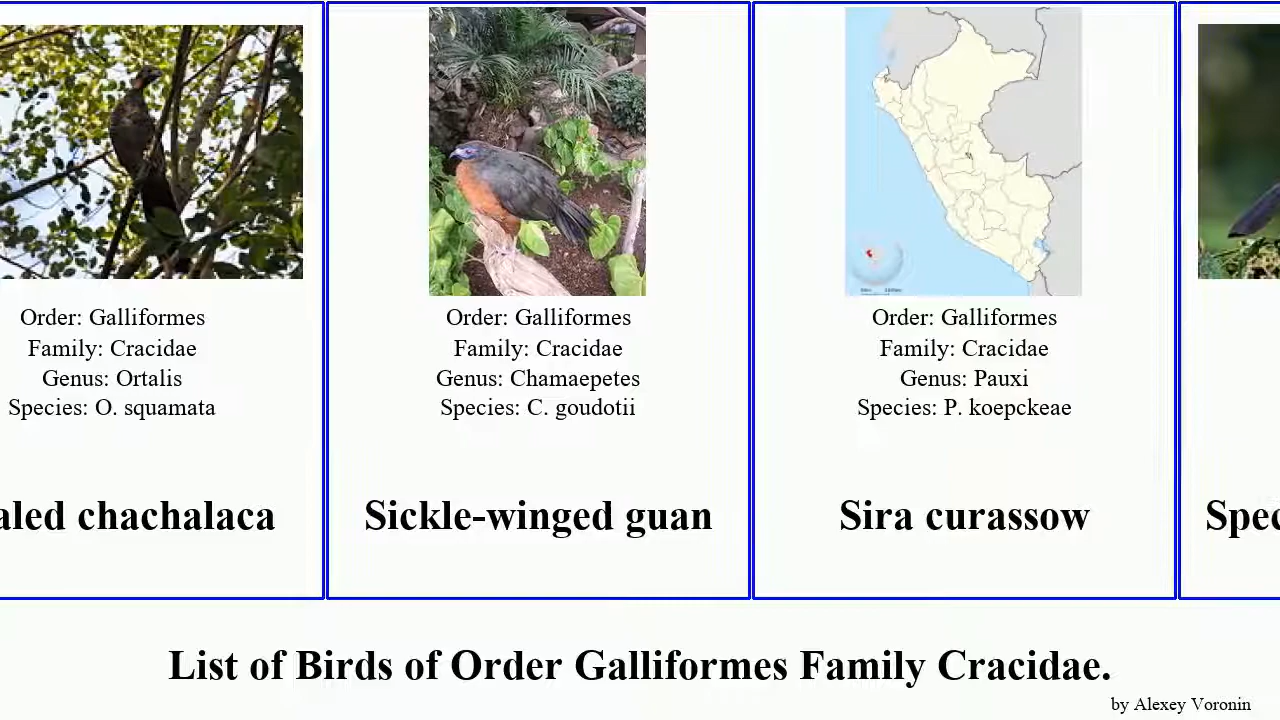 Order: Galliformes
Family: Cracidae
Genus: Ortalis
Species: O. squamata
aled chachalaca
Order: Galliformes
Family: Cracidae
Genus: Chamaepetes
Species: C. goudotii
Sickle-winged guan
Order: Galliformes
Family: Cracidae
Genus: Pauxi
Species: P. koepckeae
Sira curassow
Spec
List of Birds of Order Galliformes Family Cracidae.
by Alexey Voronin